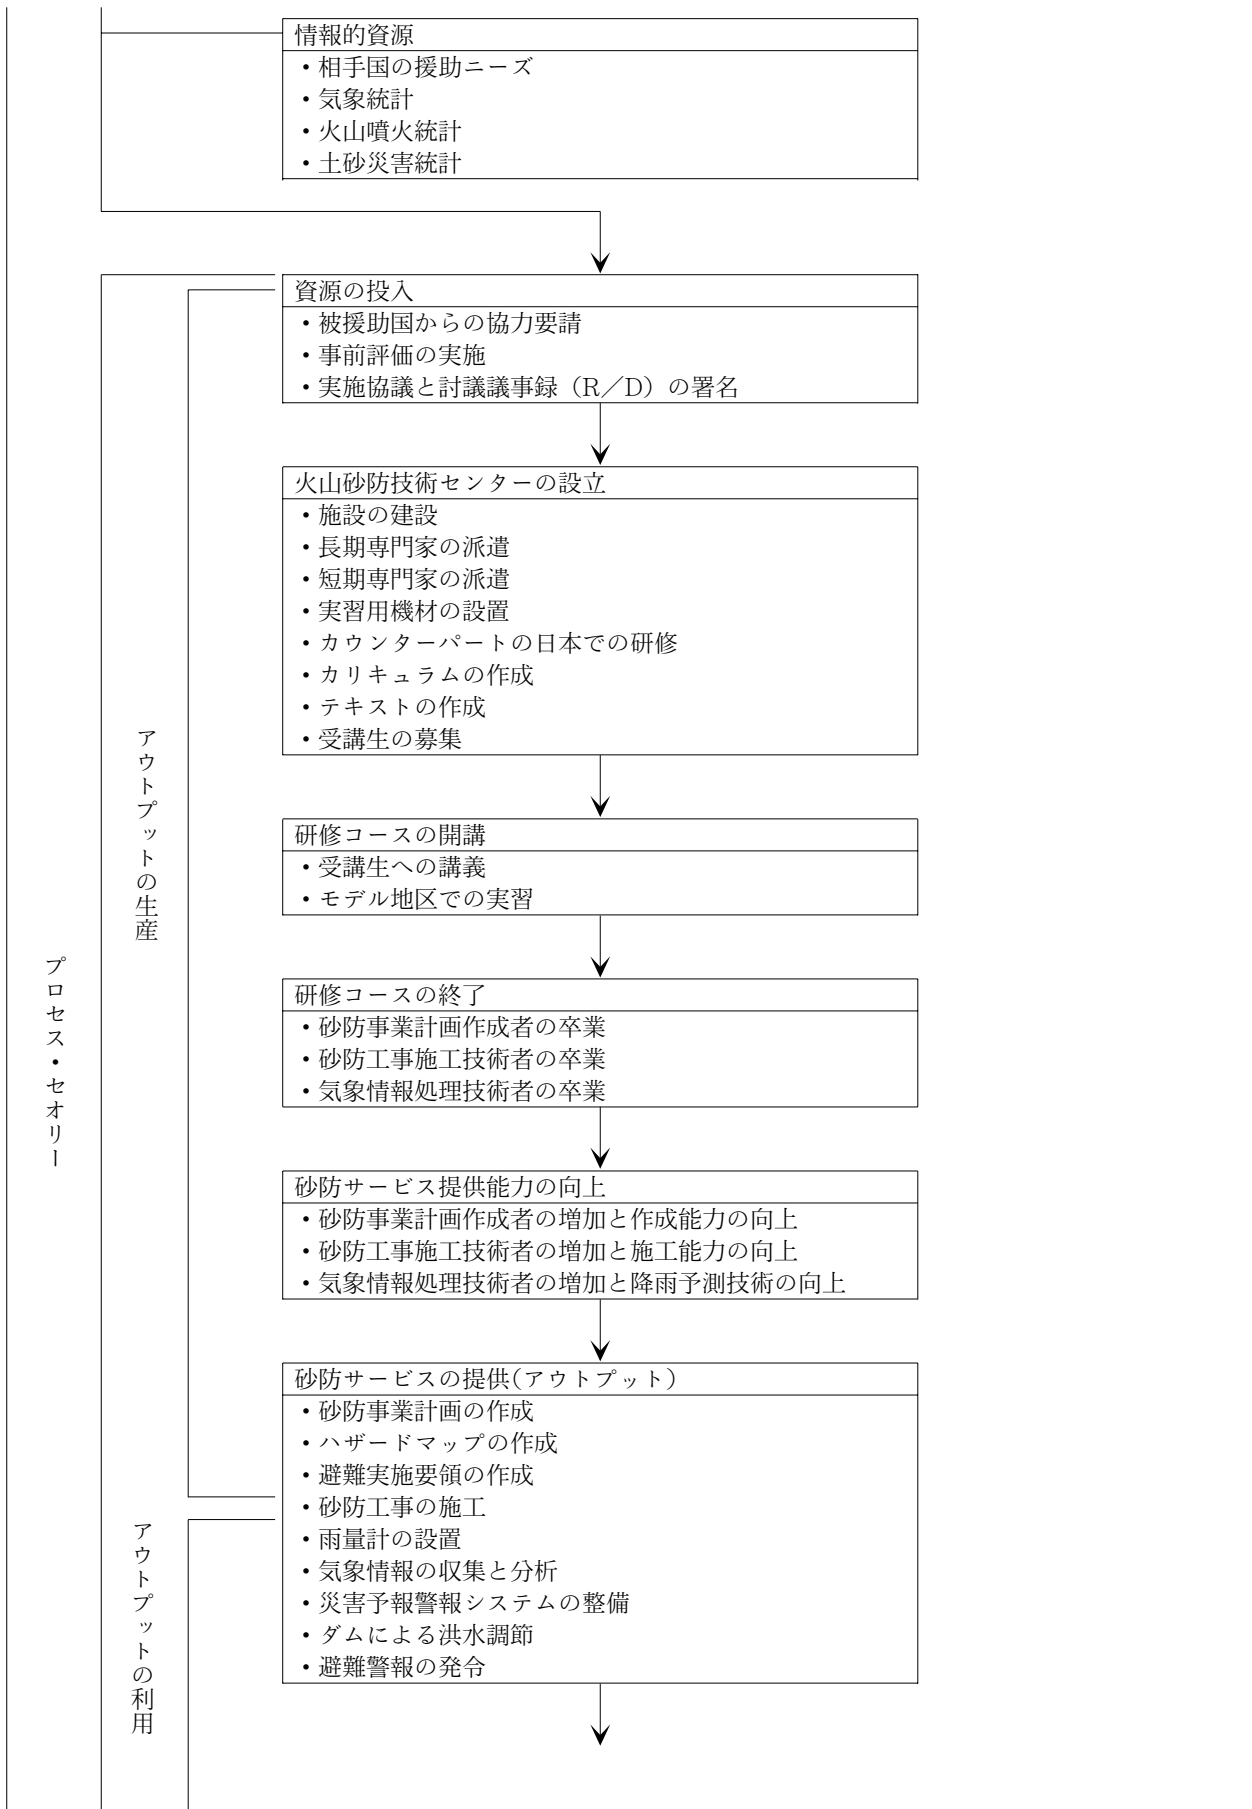 情報的資源
・相手国の援助ニーズ
・気象統計
・火山噴火統計
・土砂災害統計
資源の投入
・被援助国からの協力要請
・事前評価の実施
・実施協議と討議議事録（R／D）の署名
火山砂防技術センターの設立
・施設の建設
・長期専門家の派遣
・短期専門家の派遣
・実習用機材の設置
・カウンターパートの日本での研修
・カリキュラムの作成
・テキストの作成
・受講生の募集
研修コースの開講
・受講生への講義
・モデル地区での実習
研修コースの終了
・砂防事業計画作成者の卒業
・砂防工事施工技術者の卒業
・気象情報処理技術者の卒業
砂防サービス提供能力の向上
・砂防事業計画作成者の増加と作成能力の向上
・砂防工事施工技術者の増加と施工能力の向上
・気象情報処理技術者の増加と降雨予測技術の向上
砂防サービスの提供(アウトプット)
・砂防事業計画の作成
・ハザードマップの作成
・避難実施要領の作成
・砂防工事の施工
・雨量計の設置
・気象情報の収集と分析
・災害予報警報システムの整備
・ダムによる洪水調節
・避難警報の発令
アウトプットの生産
プロセス・セオリー
アウトプットの利用